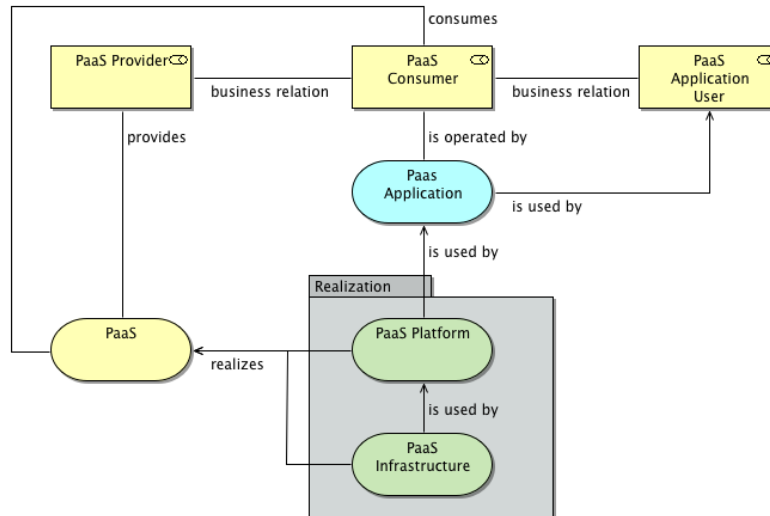 consumes
PaaS Provider
PaaS
Consumer
PaaS
Application
User
business relation
business relation
provides
is operated by
Paas
Application
is used by
is used by
Realization
PaaS
PaaS Platform
realizes
is used by
PaaS
Infrastructure